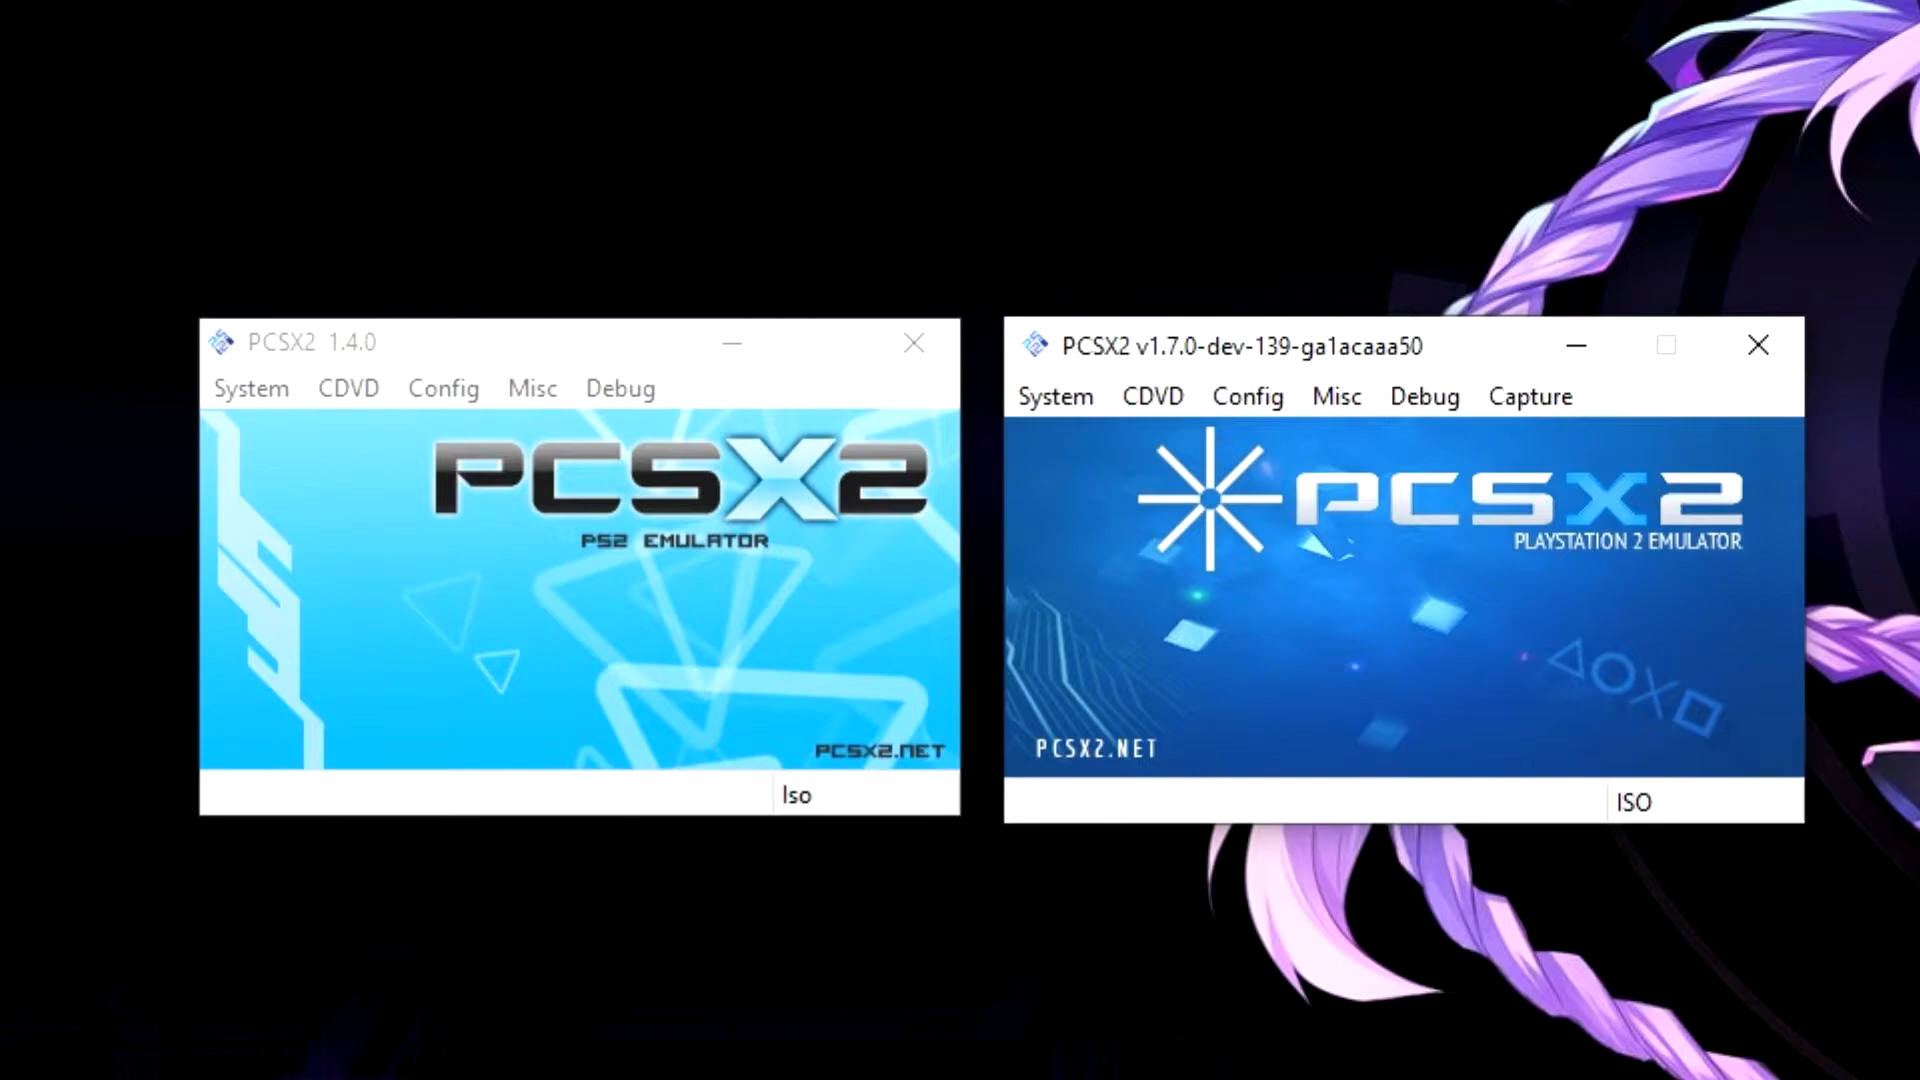 PCSX2 1.4.0
System CDVD Config Misc Debug
PCSX2
PS2 EMULATOR
PCSX2.NET
Iso
PCSX2 v1.7.0-dev-139-ga1acaaa50
System CDVD Config Misc Debug Capture
PCSX2
PLAYSTATION 2 EMULATOR
PCSX2.NET
ISO